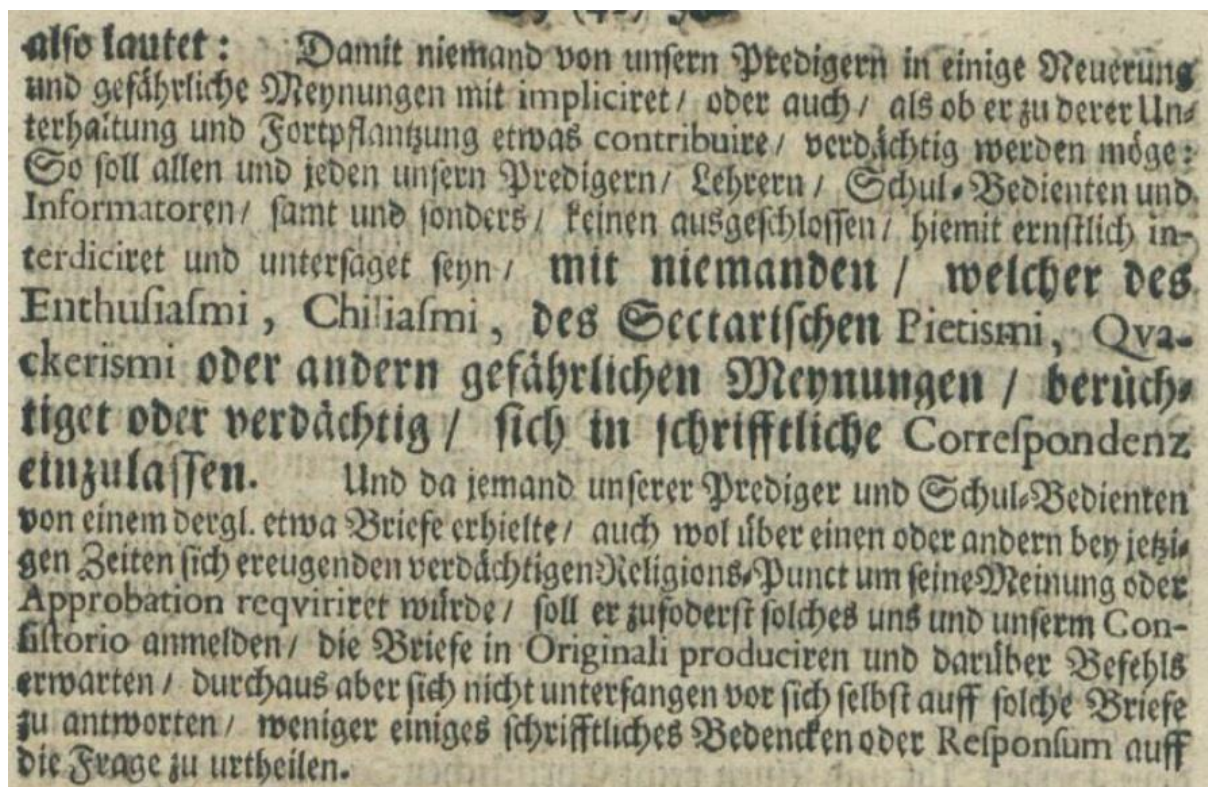 also lautet: Damit niemand von unsern Predigern in einige Neuerung
und gefährliche Meynungen mit impliciret / oder auch / als ob er zu derer Un-
terhaltung und Fortpflantzung etwas contribuire / verdächtig werden möge:
So soll allen und jeden unsern Predigern / Lehrern / Schul-Bedienten und
Informatoren / samt und sonders / keinen ausgeschlossen / hiemit ernstlich in-
terdiciret und untersaget seyn / mit niemanden / welcher des
Enthusiasmi, Chiliasmi, des Sectarischen Pietismi, Qva-
ckerismi oder andern gefährlichen Meynungen / berüch-
tiget oder verdächtig / sich in schrifftliche Correspondenz
einzulassen. Und da jemand unserer Prediger und Schul-Bedienten
von einem dergl. etwa Briefe erhielte / auch wol über einen oder andern bey jetzi-
gen Zeiten sich ereugenden verdächtigen Religions-Punct um seine Meinung oder
Approbation reqviriret würde / soll er zufoderst solches uns und unserm Con-
sistorio anmelden / die Briefe in Originali produciren und darüber Befehls
erwarten / durchaus aber sich nicht unterfangen vor sich selbst auff solche Briefe
zu antworten / weniger einiges schrifftliches Bedencken oder Responsum auff
die Frage zu urtheilen.